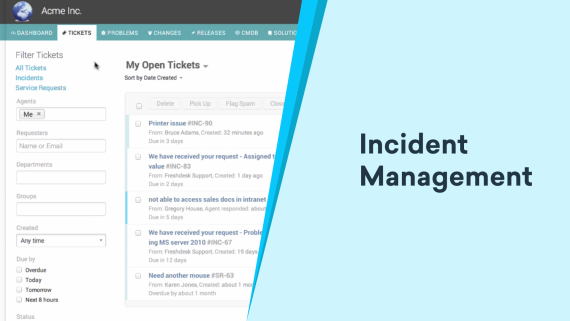 Acme Inc.
DASHBOARD TICKETS PROBLEMS CHANGES RELEASES CMDB SOLUTIO
Filter Tickets
All Tickets
Incidents
Service Requests
Agents
Me ×
Requesters
Name or Email
Departments
Groups
Created
Any time
Due by
Overdue
Today
Tomorrow
Next 8 hours
Status
My Open Tickets
Sort by Date Created
Delete Pick Up Flag Spam Close
Printer issue #INC-90
From: Bruce Adams, Created: 32 minutes ago
Due in 3 days
We have received your request - Assigned t
value #INC-83
From: Freshdesk Support, Created: 1 day ago
Due in 2 days
not able to access sales docs in intranet
From: Gregory House, Agent responded: about
Due in 5 days
We have received your request - Proble
ing MS server 2010 #INC-67
From: Freshdesk Support, Created: 19 days
Due in 12 days
Need another mouse #SR-63
From: Karen Jones, Created: about 1 mo
Overdue by about 1 month
Incident
Management